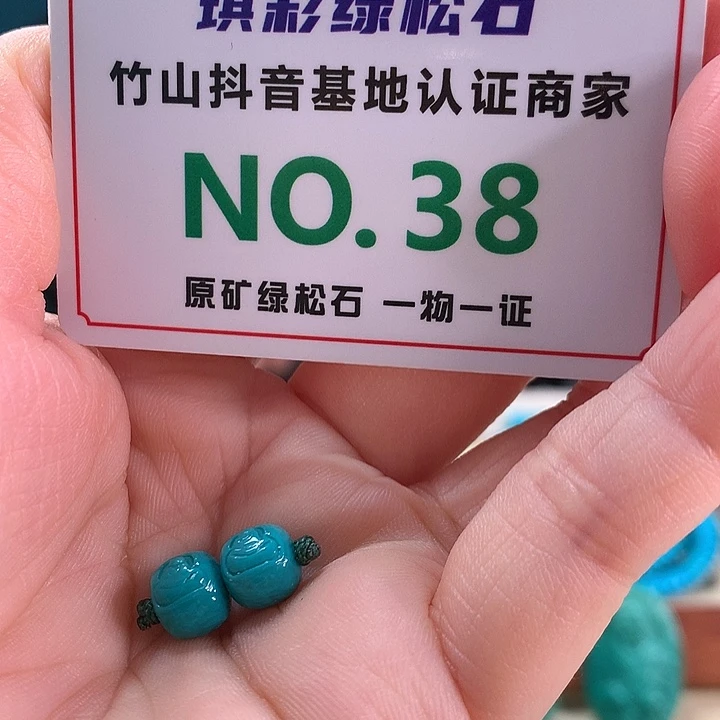 琪彩绿松石
竹山抖音基地认证商家
NO. 38
原矿绿松石 一物一证